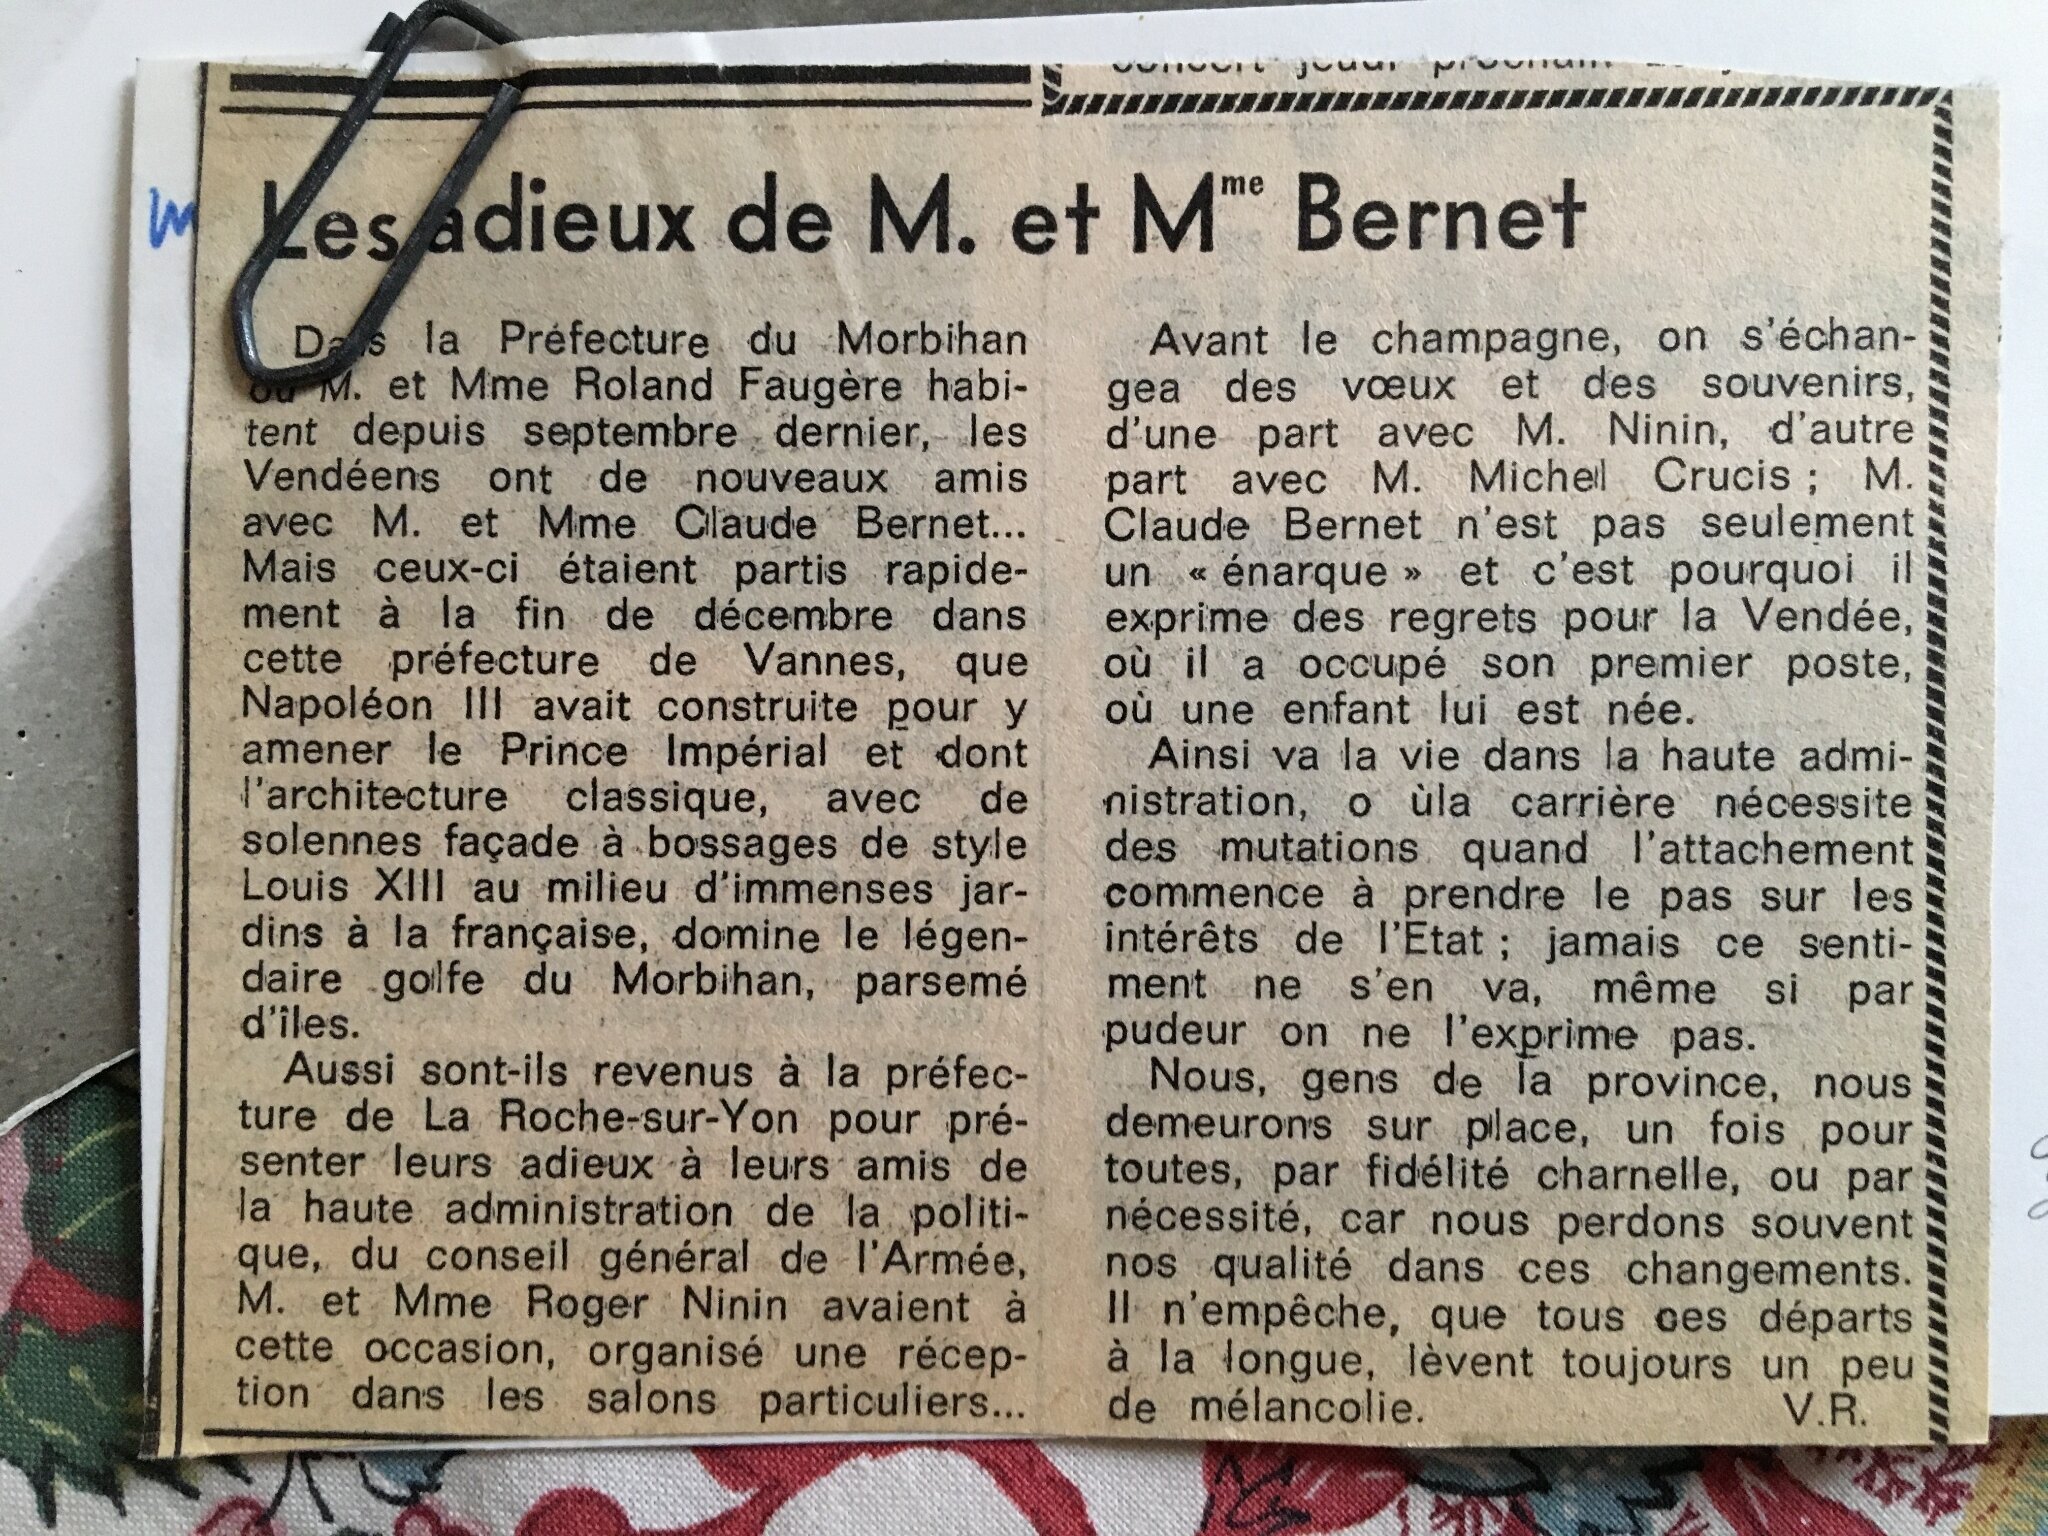 concert jeudi prochain
Les adieux de M. et Mme Bernet
Dans la Préfecture du Morbihan
où M. et Mme Roland Faugère habi-
tent depuis septembre dernier, les
Vendéens ont de nouveaux amis
avec M. et Mme Claude Bernet...
Mais ceux-ci étaient partis rapide-
ment à la fin de décembre dans
cette préfecture de Vannes, que
Napoléon III avait construite pour y
amener le Prince Impérial et dont
l'architecture classique, avec de
solennes façade à bossages de style
Louis XIII au milieu d'immenses jar-
dins à la française, domine le légen-
daire golfe du Morbihan, parsemé
d'îles.
Aussi sont-ils revenus à la préfec-
ture de La Roche-sur-Yon pour pré-
senter leurs adieux à leurs amis de
la haute administration de la politi-
que, du conseil général de l'Armée,
M. et Mme Roger Ninin avaient à
cette occasion, organisé une récep-
tion dans les salons particuliers...
Avant le champagne, on s'échan-
gea des vœux et des souvenirs,
d'une part avec M. Ninin, d'autre
part avec M. Michel Crucis ; M.
Claude Bernet n'est pas seulement
un « énarque » et c'est pourquoi il
exprime des regrets pour la Vendée,
où il a occupé son premier poste,
où une enfant lui est née.
Ainsi va la vie dans la haute admi-
nistration, o ùla carrière nécessite
des mutations quand l'attachement
commence à prendre le pas sur les
intérêts de l'Etat ; jamais ce senti-
ment ne s'en va, même si par
pudeur on ne l'exprime pas.
Nous, gens de la province, nous
demeurons sur place, un fois pour
toutes, par fidélité charnelle, ou par
nécessité, car nous perdons souvent
nos qualité dans ces changements.
Il n'empêche, que tous ces départs
à la longue, lèvent toujours un peu
de mélancolie. V.R.